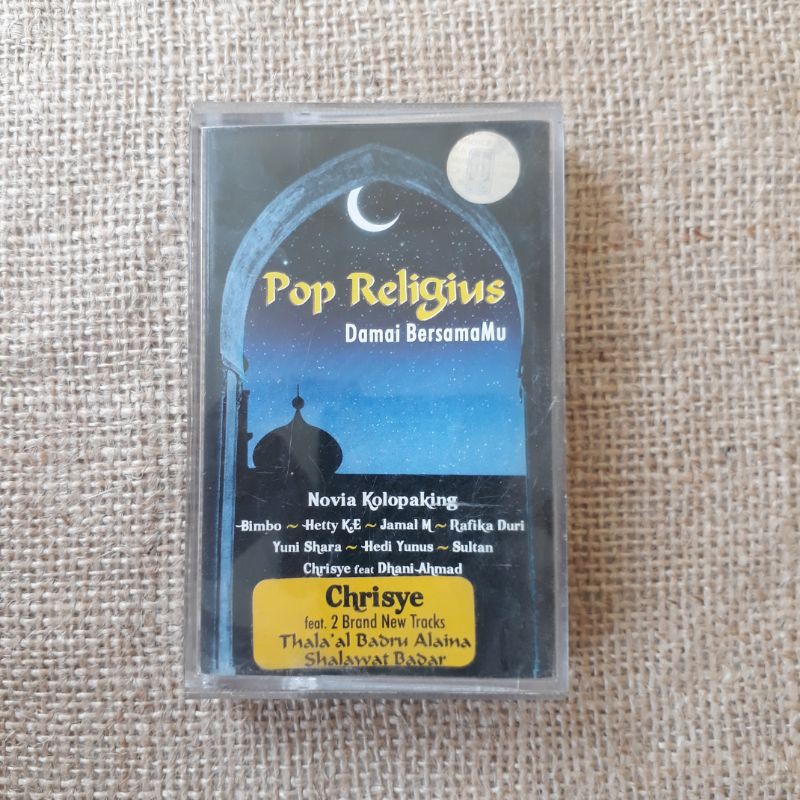 Pop Religius
Damai BersamaMu
Novia Kolopaking
Bimbo ~ Hetty K.E ~ Jamal M ~ Rafika Duri
Yuni Shara ~ Hedi Yunus ~ Sultan
Chrisye feat Dhani Ahmad
Chrisye
feat. 2 Brand New Tracks
Thala'al Badru Alaina
Shalawat Badar